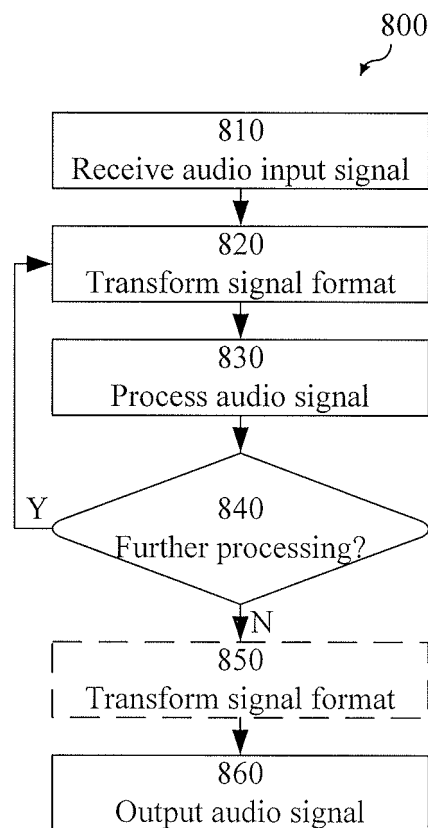 800
810
Receive audio input signal
820
Transform signal format
830
Process audio signal
840
Y
Further processing?
N
850
Transform signal format
860
Output audio signal